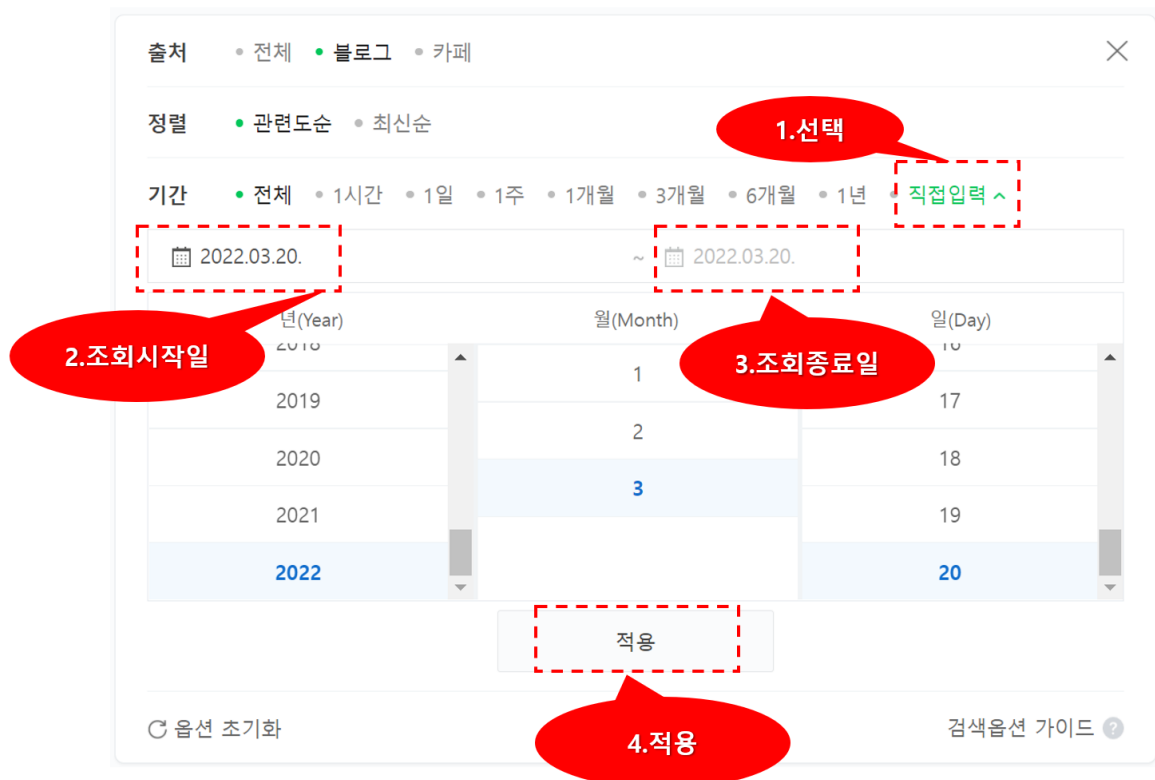 출처 전체 블로그 카페
정렬 관련도순 최신순
1.선택
기간 전체 1시간 1일 1주 1개월 3개월 6개월 1년 직접입력
2022.03.20. ~ 2022.03.20.
년(Year) 월(Month) 일(Day)
2.조회시작일
3.조회종료일
2018 16
1
2019 17
2
2020 18
3
2021 19
2022 20
적용
4.적용
옵션 초기화 검색옵션 가이드 ?